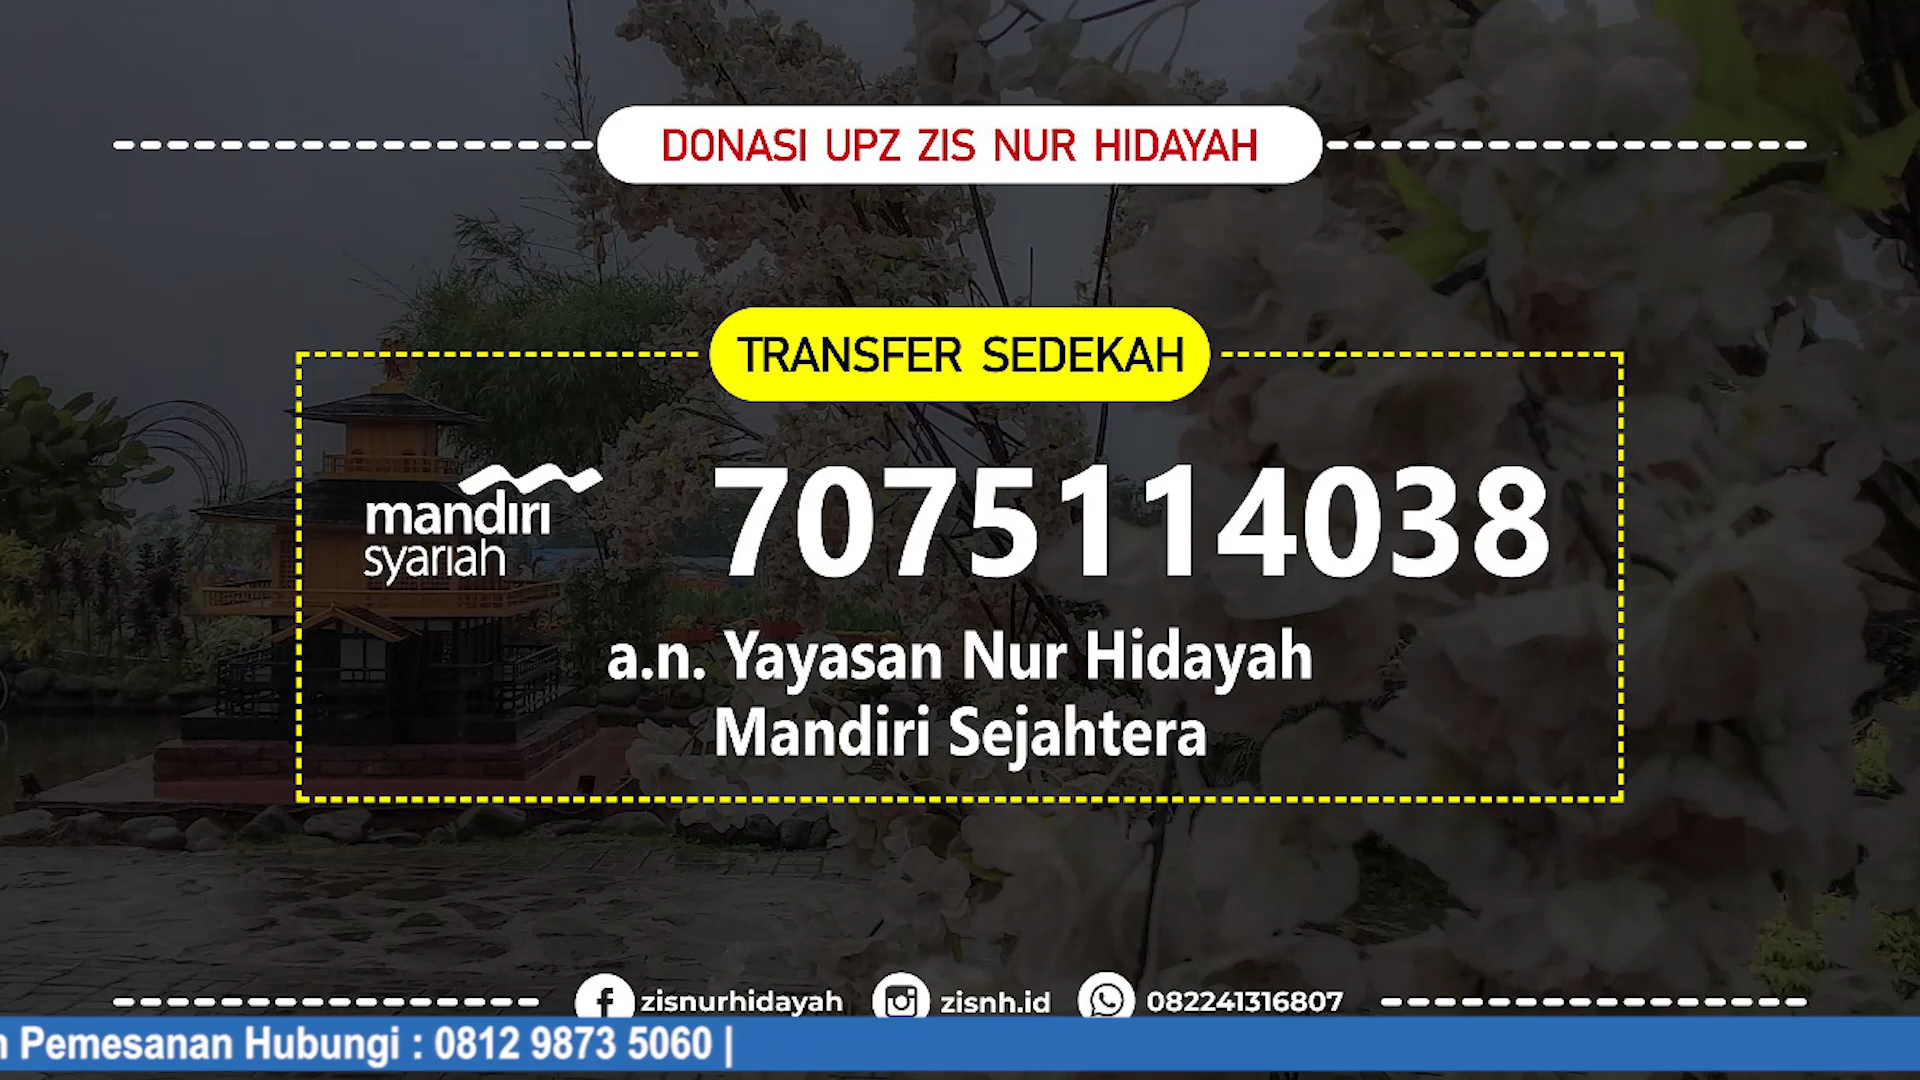 DONASI UPZ ZIS NUR HIDAYAH
TRANSFER SEDEKAH
mandiri
syariah
7075114038
a.n. Yayasan Nur Hidayah
Mandiri Sejahtera
zisnurhidayah zisnh.id 082241316807
Pemesanan Hubungi : 0812 9873 5060 |